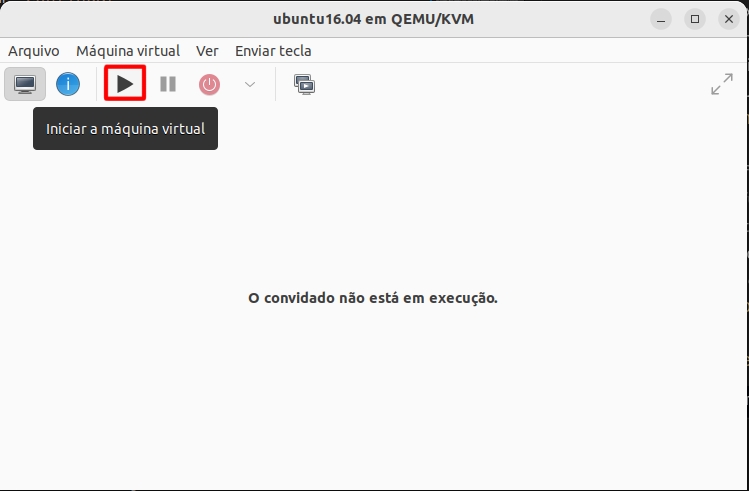 ubuntu16.04 em QEMU/KVM
Arquivo Máquina virtual Ver Enviar tecla
Iniciar a máquina virtual
O convidado não está em execução.